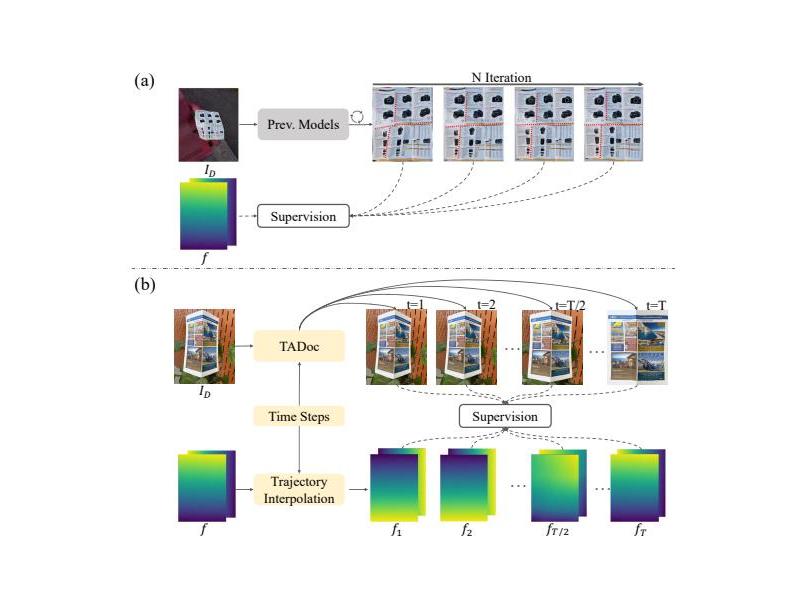 (a)
N Iteration
Prev. Models
I_D
Supervision
f
(b)
t=1
t=2
t=T/2
t=T
TADoc
...
...
I_D
Time Steps
Supervision
Trajectory
Interpolation
...
...
f
f_1
f_2
f_{T/2}
f_T